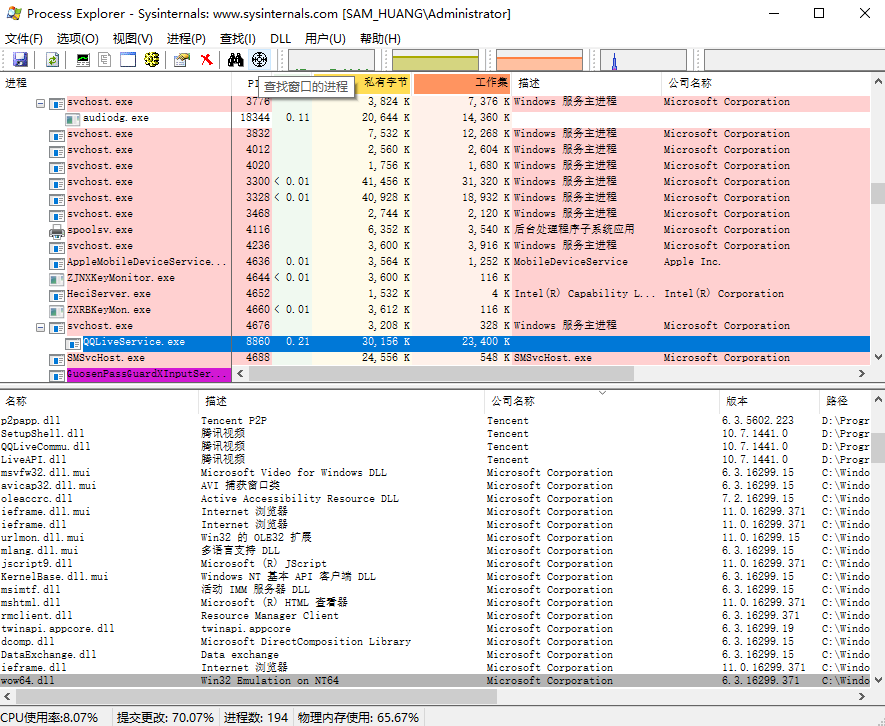 Process Explorer - Sysinternals: www.sysinternals.com [SAM_HUANG\Administrator]
文件(F) 选项(O) 视图(V) 进程(P) 查找(I) DLL 用户(U) 帮助(H)
进程 私有字节 工作集 描述 公司名称
查找窗口的进程
svchost.exe 3776 3,824 K 7,376 K Windows 服务主进程 Microsoft Corporation
audiodg.exe 18344 0.11 20,644 K 14,360 K
svchost.exe 3832 7,532 K 12,268 K Windows 服务主进程 Microsoft Corporation
svchost.exe 4012 2,560 K 2,604 K Windows 服务主进程 Microsoft Corporation
svchost.exe 4020 1,756 K 1,680 K Windows 服务主进程 Microsoft Corporation
svchost.exe 3300 < 0.01 41,456 K 31,320 K Windows 服务主进程 Microsoft Corporation
svchost.exe 3328 < 0.01 40,928 K 18,932 K Windows 服务主进程 Microsoft Corporation
svchost.exe 3468 2,744 K 2,120 K Windows 服务主进程 Microsoft Corporation
spoolsv.exe 4116 6,352 K 3,540 K 后台处理程序子系统应用 Microsoft Corporation
svchost.exe 4236 3,600 K 3,916 K Windows 服务主进程 Microsoft Corporation
AppleMobileDeviceService... 4636 0.01 3,564 K 1,252 K MobileDeviceService Apple Inc.
ZJNXKeyMonitor.exe 4644 < 0.01 3,600 K 116 K
HeciServer.exe 4652 1,532 K 4 K Intel(R) Capability L... Intel(R) Corporation
ZXRBKeyMon.exe 4660 < 0.01 3,612 K 116 K
svchost.exe 4676 3,208 K 328 K Windows 服务主进程 Microsoft Corporation
QQLiveService.exe 8860 0.21 30,156 K 23,400 K
SMSvcHost.exe 4688 24,556 K 548 K SMSvcHost.exe Microsoft Corporation
GuosenPassGuardXInputSer...
名称 描述 公司名称 版本 路径
p2papp.dll Tencent P2P Tencent 6.3.5602.223 D:\Progr
SetupShell.dll 腾讯视频 Tencent 10.7.1441.0 D:\Progr
QQLiveCommu.dll 腾讯视频 Tencent 10.7.1441.0 D:\Progr
LiveAPI.dll 腾讯视频 Tencent 10.7.1441.0 D:\Progr
msvfw32.dll.mui Microsoft Video for Windows DLL Microsoft Corporation 6.3.16299.15 C:\Windo
avicap32.dll.mui AVI 捕获窗口类 Microsoft Corporation 6.3.16299.15 C:\Windo
oleaccrc.dll Active Accessibility Resource DLL Microsoft Corporation 7.2.16299.15 C:\Windo
ieframe.dll.mui Internet 浏览器 Microsoft Corporation 11.0.16299.371 C:\Windo
ieframe.dll Internet 浏览器 Microsoft Corporation 11.0.16299.371 C:\Windo
urlmon.dll.mui Win32 的 OLE32 扩展 Microsoft Corporation 11.0.16299.15 C:\Windo
mlang.dll.mui 多语言支持 DLL Microsoft Corporation 6.3.16299.15 C:\Windo
jscript9.dll Microsoft (R) JScript Microsoft Corporation 11.0.16299.371 C:\Windo
KernelBase.dll.mui Windows NT 基本 API 客户端 DLL Microsoft Corporation 6.3.16299.15 C:\Windo
msimtf.dll 活动 IMM 服务器 DLL Microsoft Corporation 6.3.16299.15 C:\Windo
mshtml.dll Microsoft (R) HTML 查看器 Microsoft Corporation 11.0.16299.371 C:\Windo
rmclient.dll Resource Manager Client Microsoft Corporation 6.3.16299.371 C:\Windo
twinapi.appcore.dll twinapi.appcore Microsoft Corporation 6.3.16299.19 C:\Windo
dcomp.dll Microsoft DirectComposition Library Microsoft Corporation 6.3.16299.15 C:\Windo
DataExchange.dll Data exchange Microsoft Corporation 6.3.16299.15 C:\Windo
ieframe.dll Internet 浏览器 Microsoft Corporation 11.0.16299.371 C:\Windo
wow64.dll Win32 Emulation on NT64 Microsoft Corporation 6.3.16299.371 C:\Windo
CPU使用率:8.07% 提交更改: 70.07% 进程数: 194 物理内存使用: 65.67%